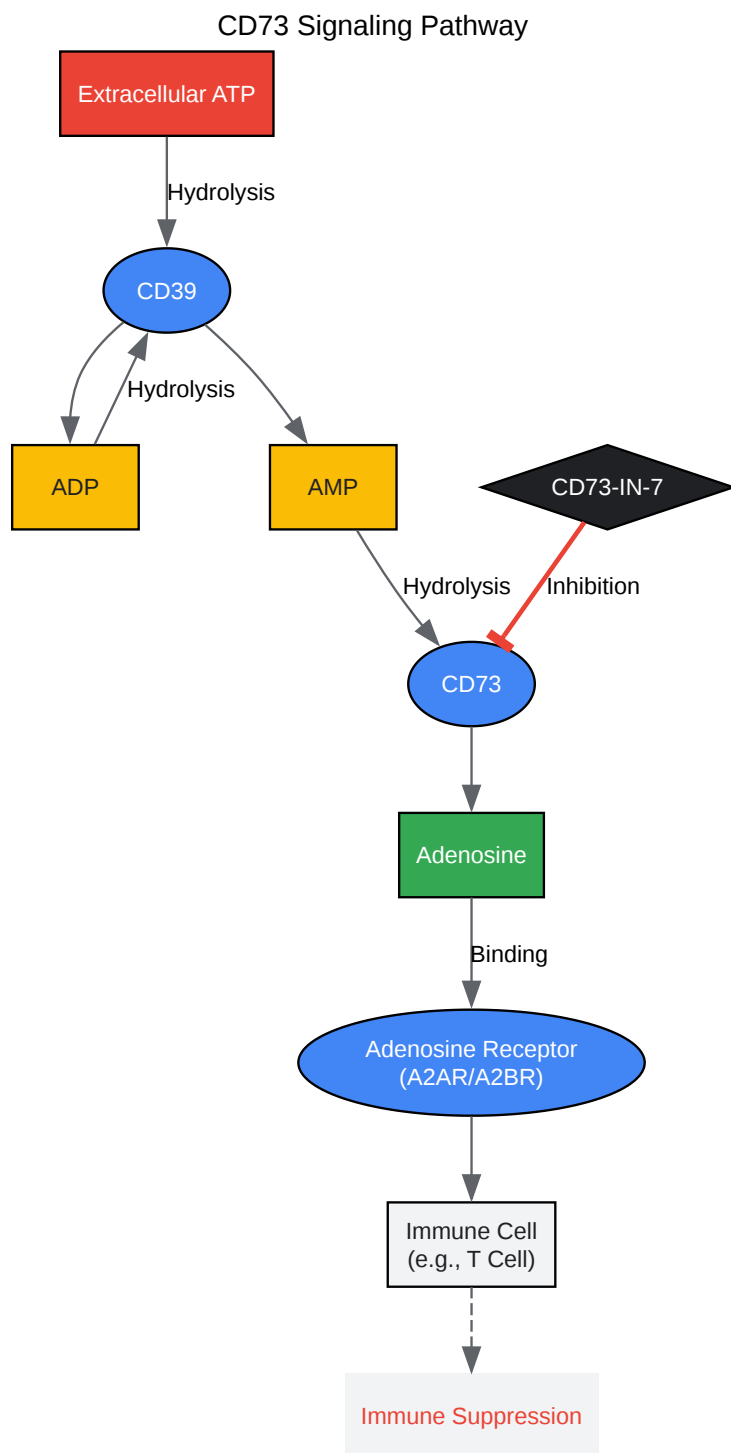 CD73 Signaling Pathway
Extracellular ATP
Hydrolysis
CD39
Hydrolysis
ADP
AMP
CD73-IN-7
Hydrolysis
Inhibition
CD73
Adenosine
Binding
Adenosine Receptor
(A2AR/A2BR)
Immune Cell
(e.g., T Cell)
Immune Suppression